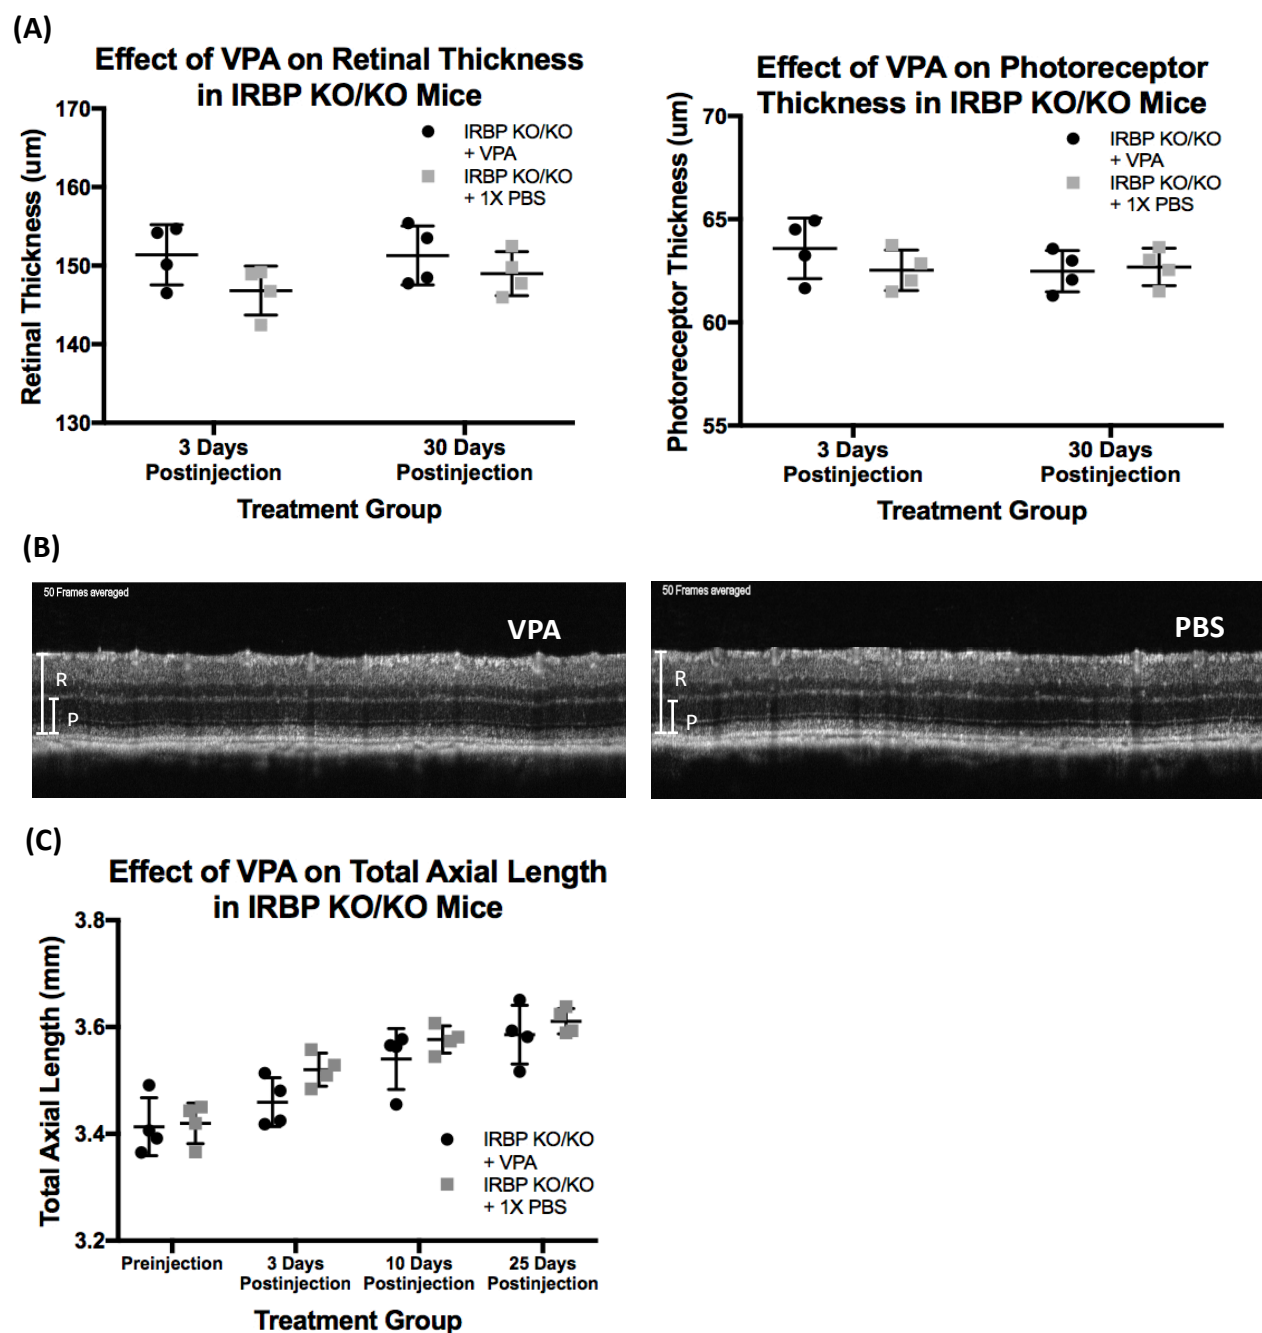 (A)
Effect of VPA on Retinal Thickness
in IRBP KO/KO Mice
170
160
150
140
130
Retinal Thickness (um)
IRBP KO/KO
+ VPA
IRBP KO/KO
+ 1X PBS
3 Days
Postinjection
30 Days
Postinjection
Treatment Group
Effect of VPA on Photoreceptor
Thickness in IRBP KO/KO Mice
70
65
60
55
Photoreceptor Thickness (um)
IRBP KO/KO
+ VPA
IRBP KO/KO
+ 1X PBS
3 Days
Postinjection
30 Days
Postinjection
Treatment Group
(B)
50 Frames averaged
VPA
R
P
50 Frames averaged
PBS
R
P
(C)
Effect of VPA on Total Axial Length
in IRBP KO/KO Mice
3.8
3.6
3.4
3.2
Total Axial Length (mm)
IRBP KO/KO
+ VPA
IRBP KO/KO
+ 1X PBS
Preinjection
3 Days
Postinjection
10 Days
Postinjection
25 Days
Postinjection
Treatment Group